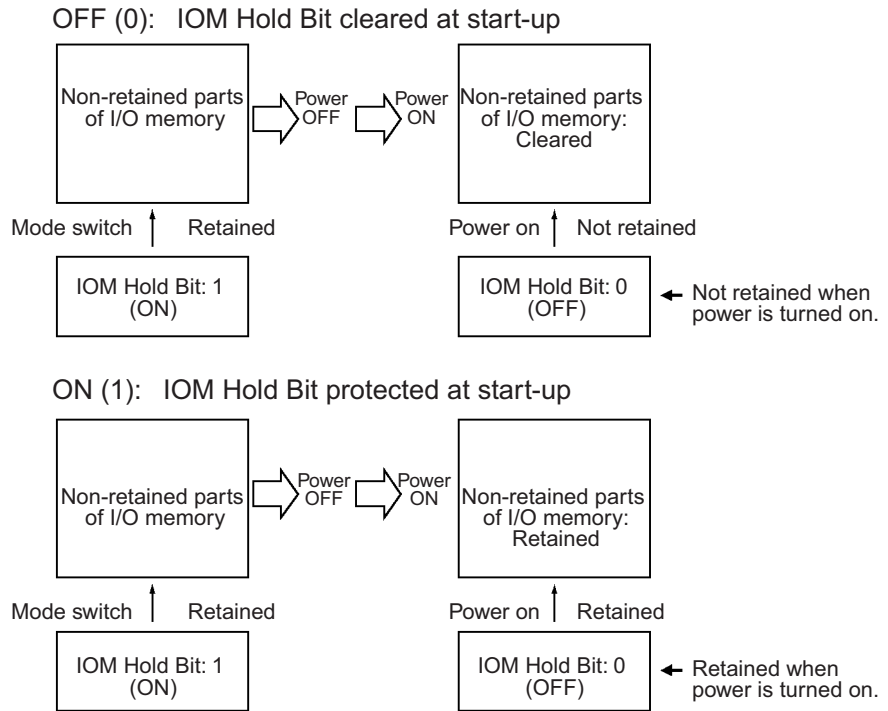 OFF (0): IOM Hold Bit cleared at start-up
Non-retained parts
of I/O memory
Power
OFF
Power
ON
Non-retained parts
of I/O memory:
Cleared
Mode switch
Retained
Power on
Not retained
IOM Hold Bit: 1
(ON)
IOM Hold Bit: 0
(OFF)
Not retained when
power is turned on.
ON (1): IOM Hold Bit protected at start-up
Non-retained parts
of I/O memory
Power
OFF
Power
ON
Non-retained parts
of I/O memory:
Retained
Mode switch
Retained
Power on
Retained
IOM Hold Bit: 1
(ON)
IOM Hold Bit: 0
(OFF)
Retained when
power is turned on.